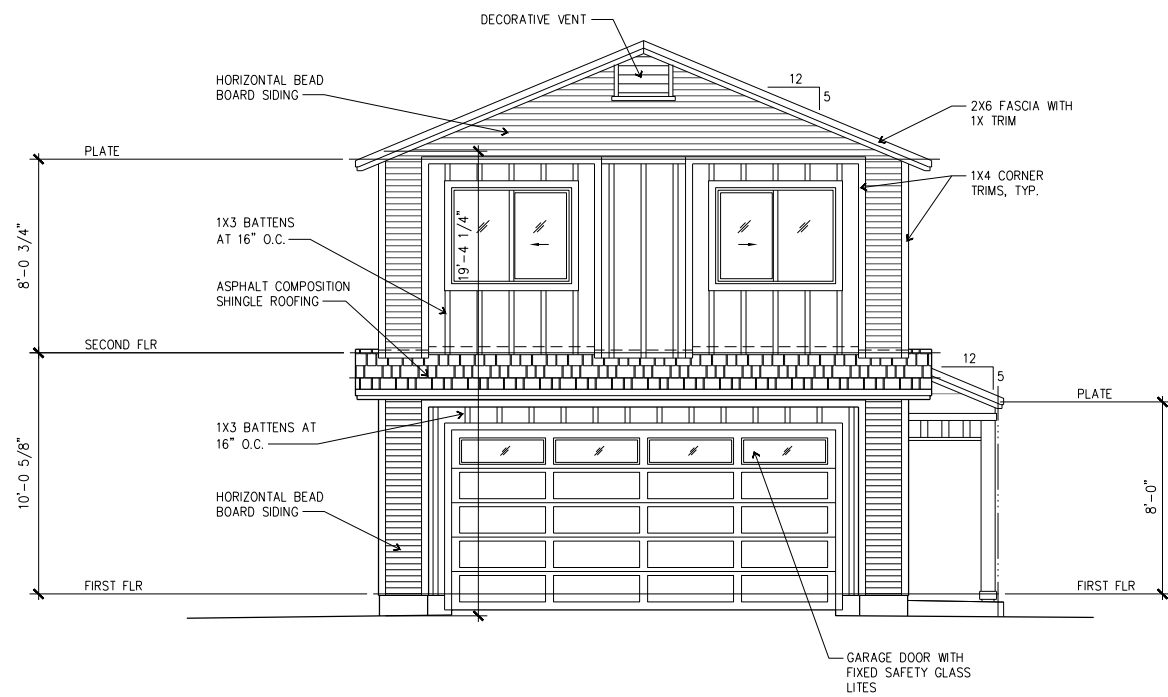 DECORATIVE VENT
12
5
HORIZONTAL BEAD
BOARD SIDING
2X6 FASCIA WITH
1X TRIM
PLATE
1X4 CORNER
TRIMS, TYP.
1X3 BATTENS
AT 16" O.C.
19'-4 1/4"
8'-0 3/4"
ASPHALT COMPOSITION
SHINGLE ROOFING
SECOND FLR
12
5
PLATE
1X3 BATTENS AT
16" O.C.
10'-0 5/8"
8'-0"
HORIZONTAL BEAD
BOARD SIDING
FIRST FLR
FIRST FLR
GARAGE DOOR WITH
FIXED SAFETY GLASS
LITES